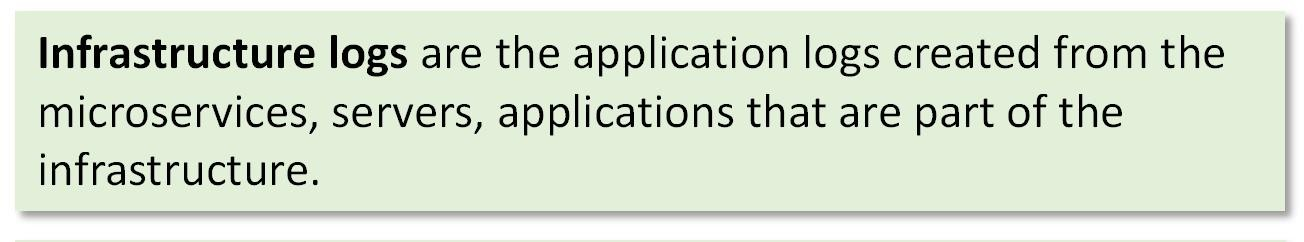 Infrastructure logs are the application logs created from the
microservices, servers, applications that are part of the
infrastructure.